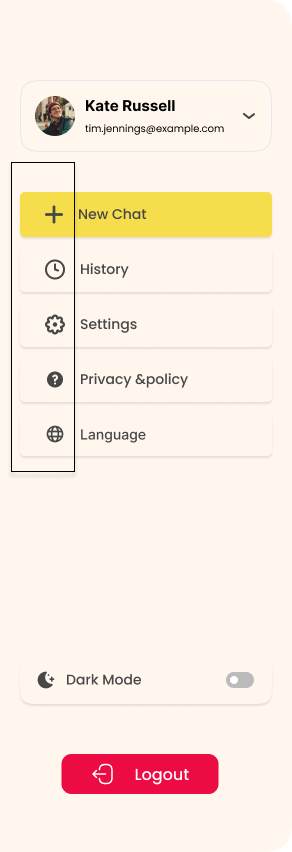 Kate Russell
tim.jennings@example.com
New Chat
History
Settings
Privacy &policy
Language
Dark Mode
Logout